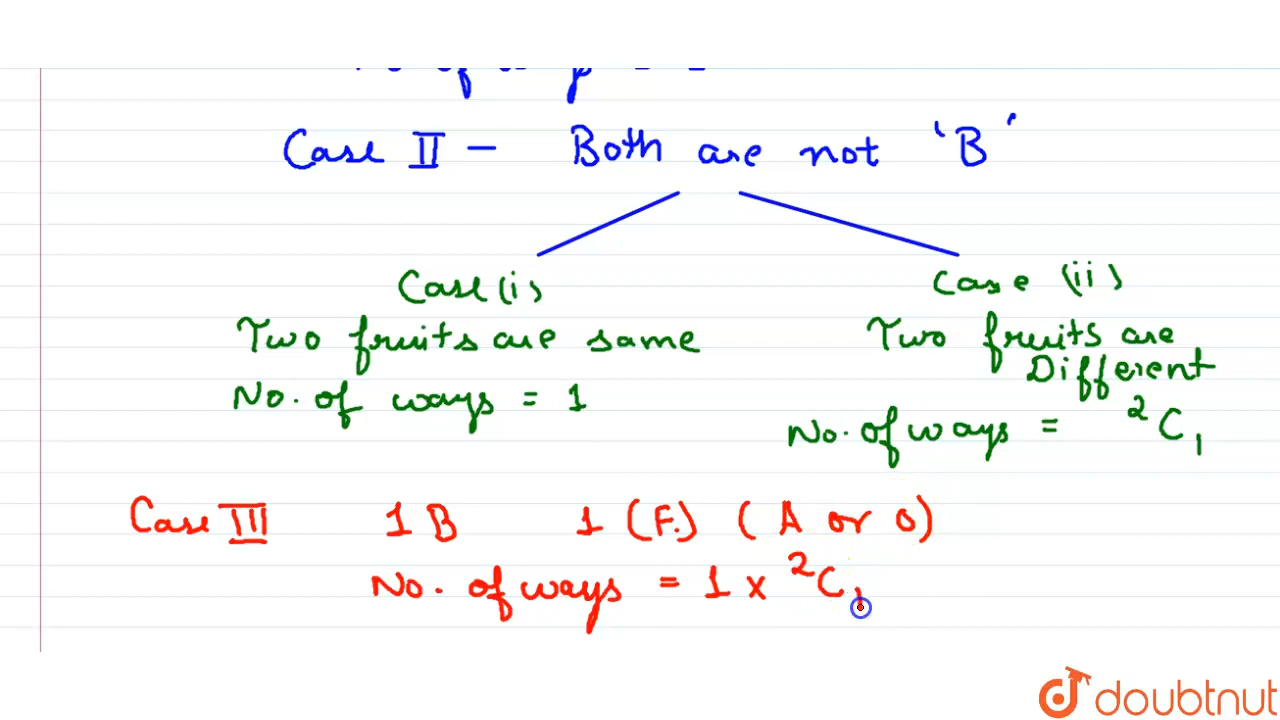 Case II - Both are not 'B'
Case (i)
Two fruits are same
No. of ways = 1
Case (ii)
Two fruits are
Different
No. of ways = ²C₁
Case III 1 B 1 (F.) (A or O)
No. of ways = 1 x ²C₁
doubtnut